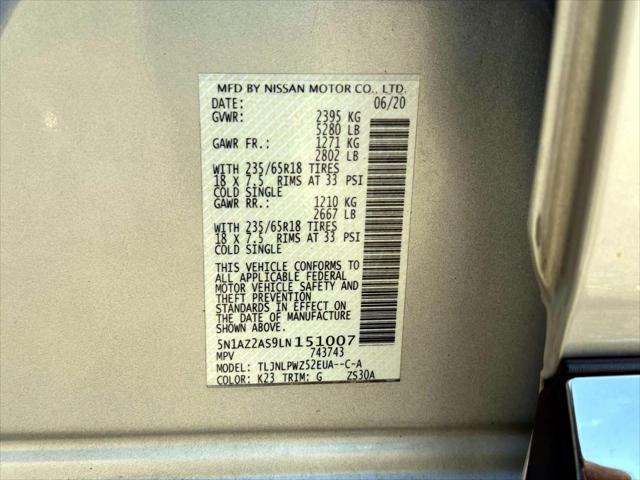 MFD BY NISSAN MOTOR CO., LTD.
DATE: 06/20
GVWR: 2395 KG
5280 LB
GAWR FR.: 1271 KG
2802 LB
WITH 235/65R18 TIRES
18 X 7.5 RIMS AT 33 PSI
COLD SINGLE
GAWR RR.: 1210 KG
2667 LB
WITH 235/65R18 TIRES
18 X 7.5 RIMS AT 33 PSI
COLD SINGLE
THIS VEHICLE CONFORMS TO
ALL APPLICABLE FEDERAL
MOTOR VEHICLE SAFETY AND
THEFT PREVENTION
STANDARDS IN EFFECT ON
THE DATE OF MANUFACTURE
SHOWN ABOVE.
5N1AZ2AS9LN151007
MPV 743743
MODEL: TLJNLPWZ52EUA--C-A
COLOR: K23 TRIM: G ZS30A